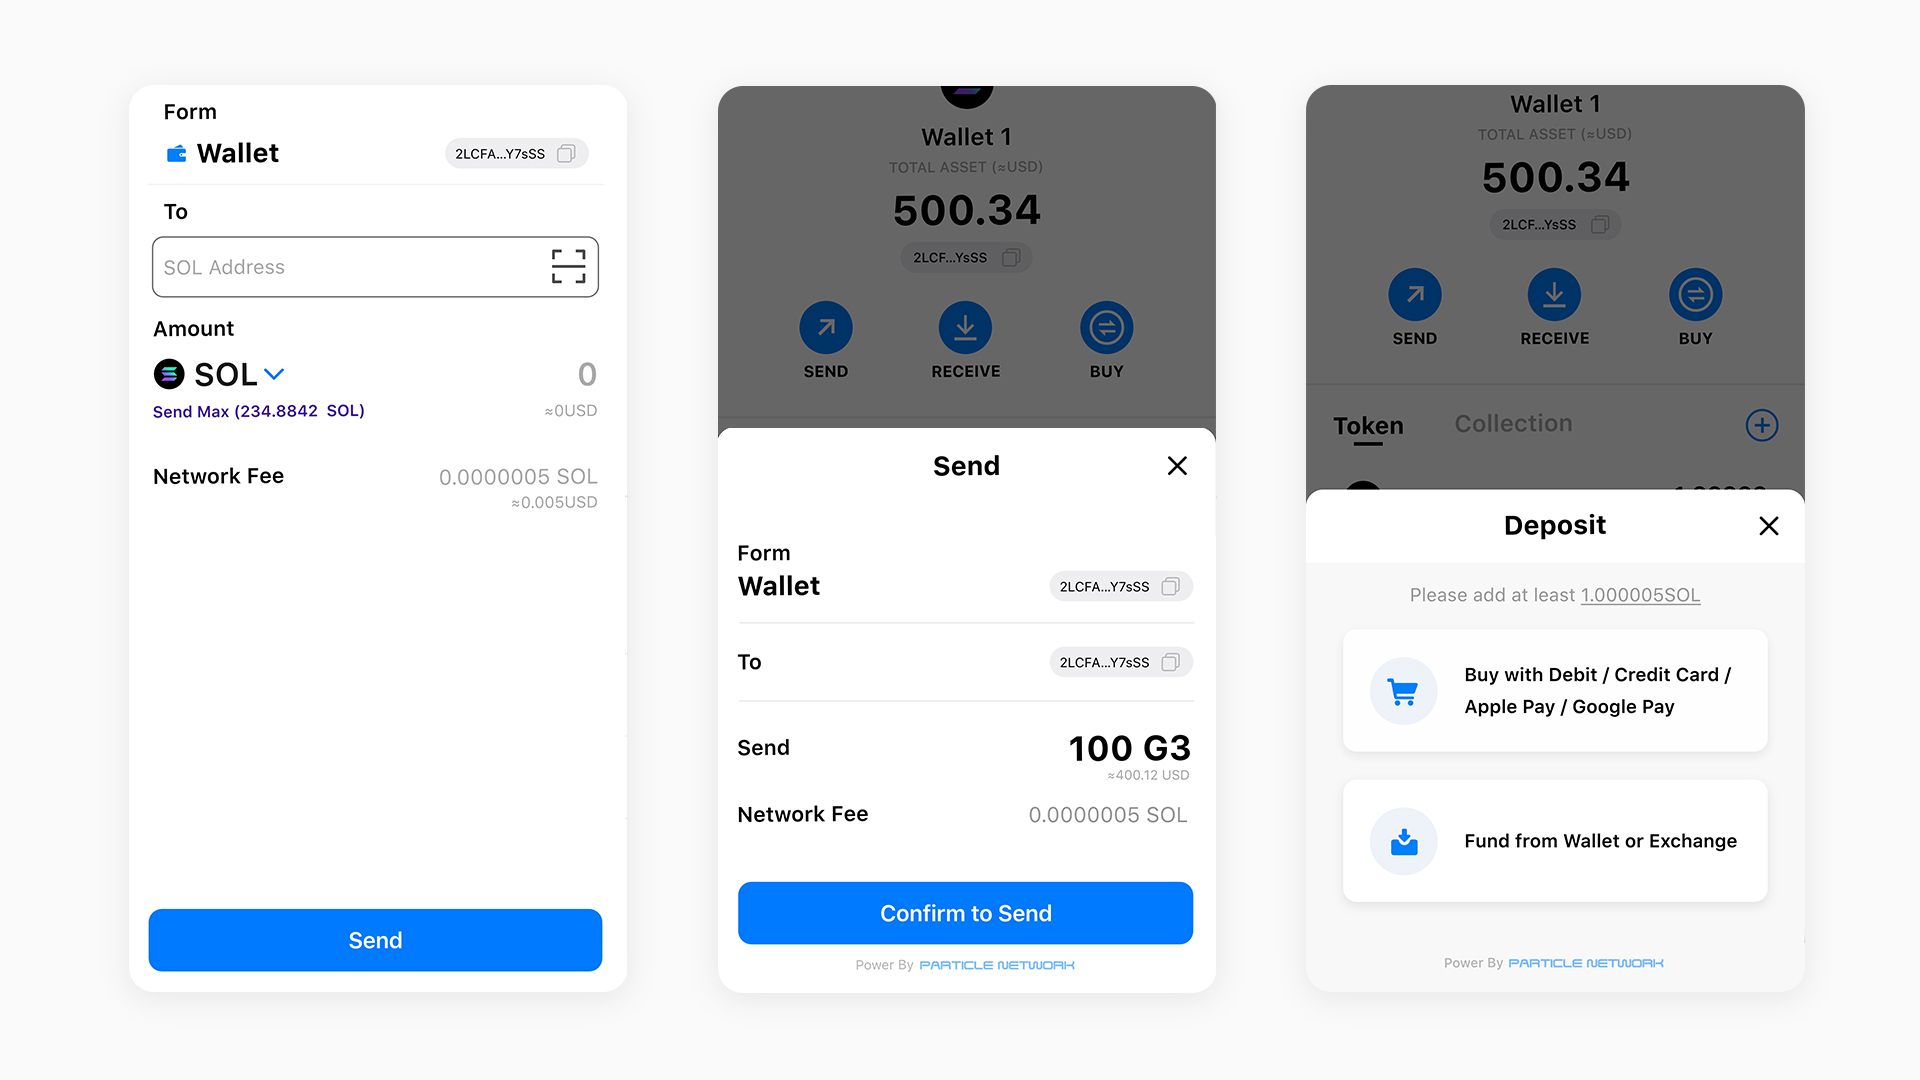 Form
Wallet
2LCFA...Y7sSS
To
SOL Address
Amount
SOL
0
Send Max (234.8842 SOL)
≈0USD
Network Fee
0.0000005 SOL
≈0.005USD
Send
Wallet 1
TOTAL ASSET (≈USD)
500.34
2LCF...YsSS
SEND
RECEIVE
BUY
Send
Form
Wallet
2LCFA...Y7sSS
To
2LCFA...Y7sSS
Send
100 G3
≈400.12 USD
Network Fee
0.0000005 SOL
Confirm to Send
Power By PARTICLE NETWORK
Wallet 1
TOTAL ASSET (≈USD)
500.34
2LCF...YsSS
SEND
RECEIVE
BUY
Token
Collection
Deposit
Please add at least 1.000005SOL
Buy with Debit / Credit Card /
Apple Pay / Google Pay
Fund from Wallet or Exchange
Power By PARTICLE NETWORK